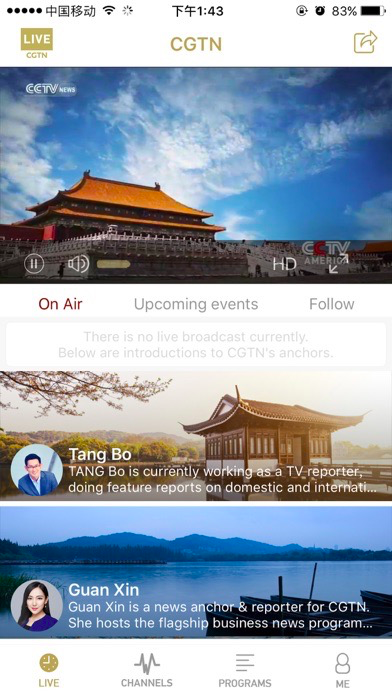 中国移动
下午1:43
83%
LIVE
CGTN
CGTN
CCTV NEWS
CCTV
AMERICA
HD
On Air
Upcoming events
Follow
There is no live broadcast currently.
Below are introductions to CGTN's anchors.
Tang Bo
TANG Bo is currently working as a TV reporter,
doing feature reports on domestic and internati...
Guan Xin
Guan Xin is a news anchor & reporter for CGTN.
She hosts the flagship business news program...
LIVE
CHANNELS
PROGRAMS
ME